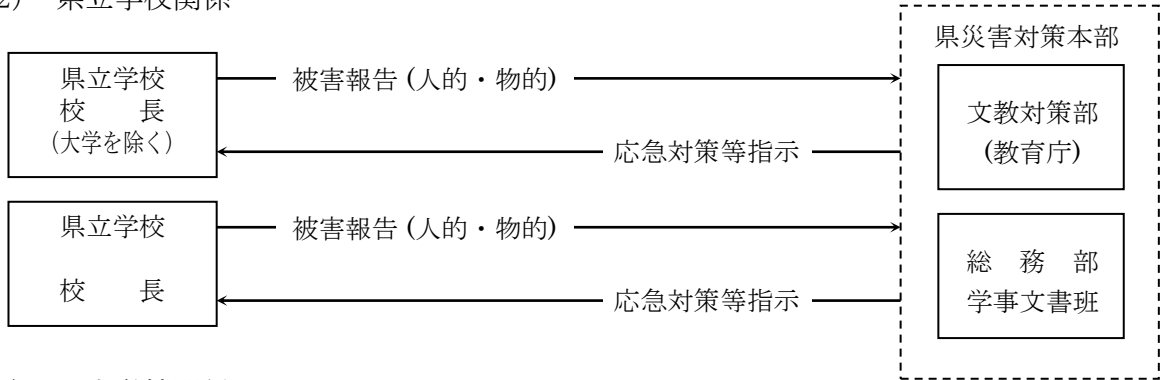 2) 県立学校関係
県災害対策本部
県立学校
校　　長
(大学を除く)
被害報告 (人的・物的)
応急対策等指示
文教対策部
(教育庁)
県立学校
校　　長
被害報告 (人的・物的)
応急対策等指示
総　務　部
学事文書班